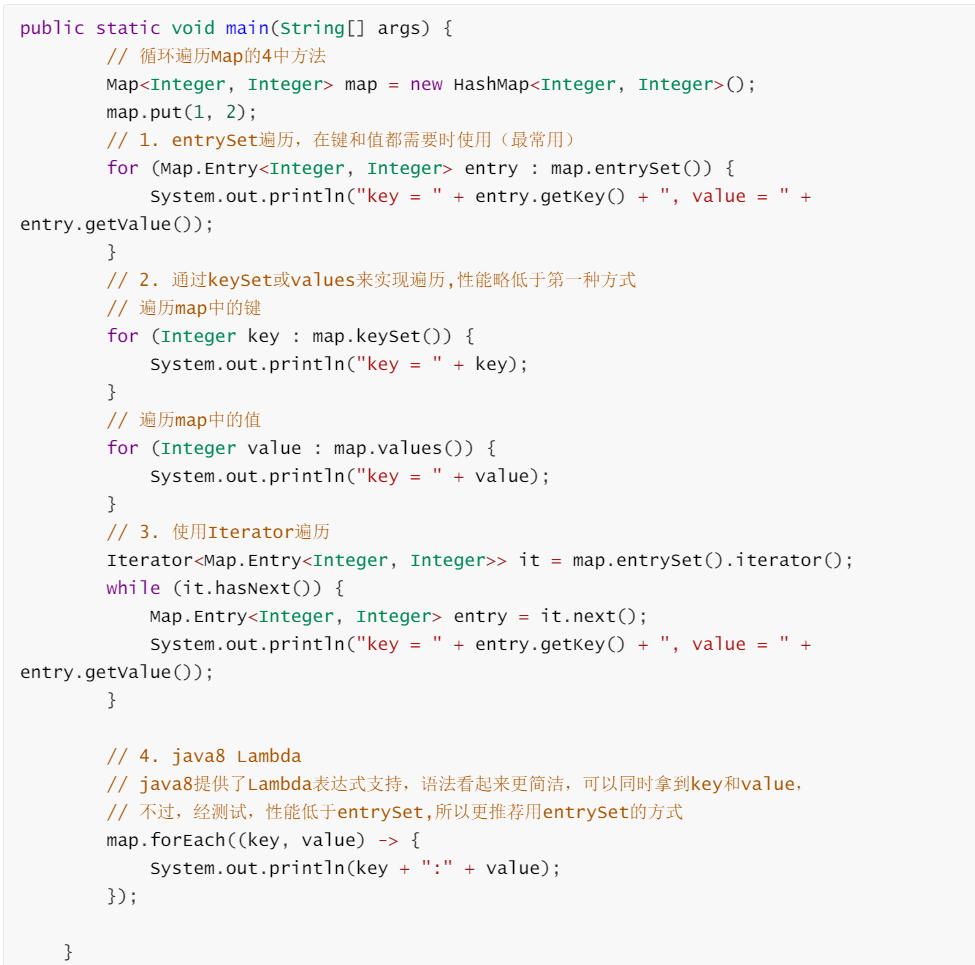 public static void main(String[] args) {
        // 循环遍历Map的4中方法
        Map<Integer, Integer> map = new HashMap<Integer, Integer>();
        map.put(1, 2);
        // 1. entrySet遍历，在键和值都需要时使用（最常用）
        for (Map.Entry<Integer, Integer> entry : map.entrySet()) {
            System.out.println("key = " + entry.getKey() + ", value = " +
entry.getValue());
        }
        // 2. 通过keySet或values来实现遍历,性能略低于第一种方式
        // 遍历map中的键
        for (Integer key : map.keySet()) {
            System.out.println("key = " + key);
        }
        // 遍历map中的值
        for (Integer value : map.values()) {
            System.out.println("key = " + value);
        }
        // 3. 使用Iterator遍历
        Iterator<Map.Entry<Integer, Integer>> it = map.entrySet().iterator();
        while (it.hasNext()) {
            Map.Entry<Integer, Integer> entry = it.next();
            System.out.println("key = " + entry.getKey() + ", value = " +
entry.getValue());
        }

        // 4. java8 Lambda
        // java8提供了Lambda表达式支持，语法看起来更简洁，可以同时拿到key和value，
        // 不过，经测试，性能低于entrySet,所以更推荐用entrySet的方式
        map.forEach((key, value) -> {
            System.out.println(key + ":" + value);
        });

    }